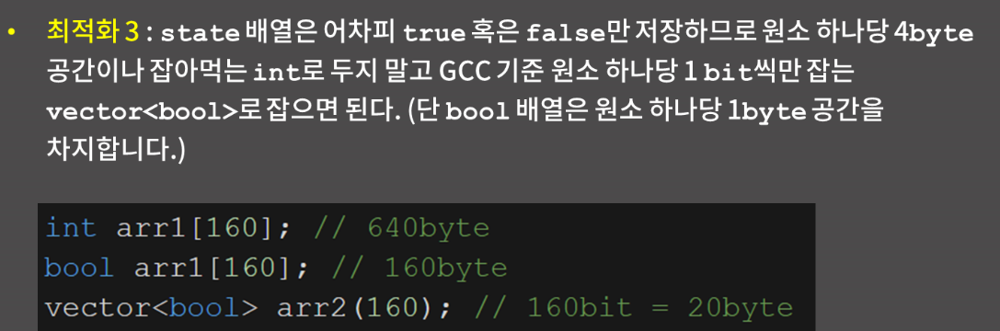 • 최적화 3 : state 배열은 어차피 true 혹은 false만 저장하므로 원소 하나당 4byte
공간이나 잡아먹는 int로 두지 말고 GCC 기준 원소 하나당 1 bit씩만 잡는
vector<bool>로 잡으면 된다. (단 bool 배열은 원소 하나당 1byte 공간을
차지합니다.)
int arr1[160]; // 640byte
bool arr1[160]; // 160byte
vector<bool> arr2(160); // 160bit = 20byte